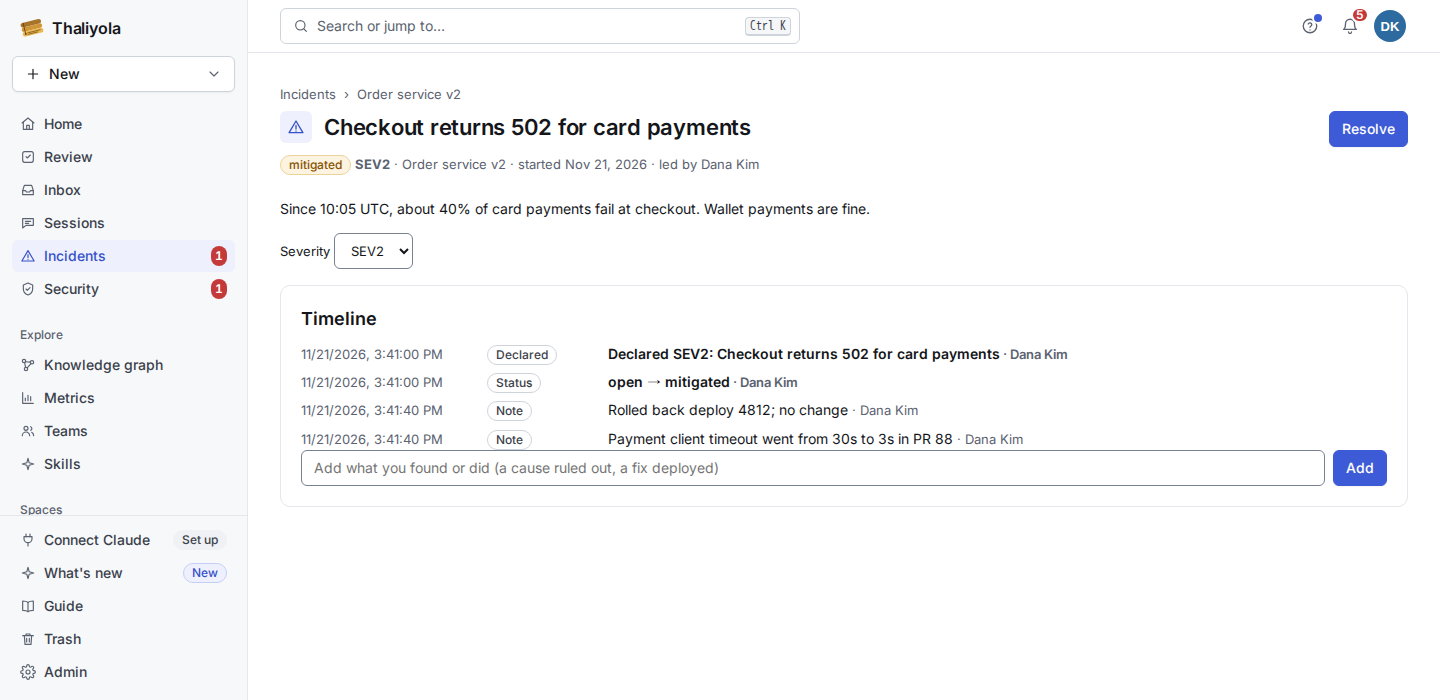 Thaliyola
Search or jump to...
Ctrl K
5
DK
New
Home
Review
Inbox
Sessions
Incidents 1
Security 1
Explore
Knowledge graph
Metrics
Teams
Skills
Spaces
Connect Claude Set up
What's new New
Guide
Trash
Admin
Incidents › Order service v2
Checkout returns 502 for card payments
Resolve
mitigated SEV2 · Order service v2 · started Nov 21, 2026 · led by Dana Kim
Since 10:05 UTC, about 40% of card payments fail at checkout. Wallet payments are fine.
Severity SEV2
Timeline
11/21/2026, 3:41:00 PM Declared Declared SEV2: Checkout returns 502 for card payments · Dana Kim
11/21/2026, 3:41:00 PM Status open → mitigated · Dana Kim
11/21/2026, 3:41:40 PM Note Rolled back deploy 4812; no change · Dana Kim
11/21/2026, 3:41:40 PM Note Payment client timeout went from 30s to 3s in PR 88 · Dana Kim
Add what you found or did (a cause ruled out, a fix deployed)
Add